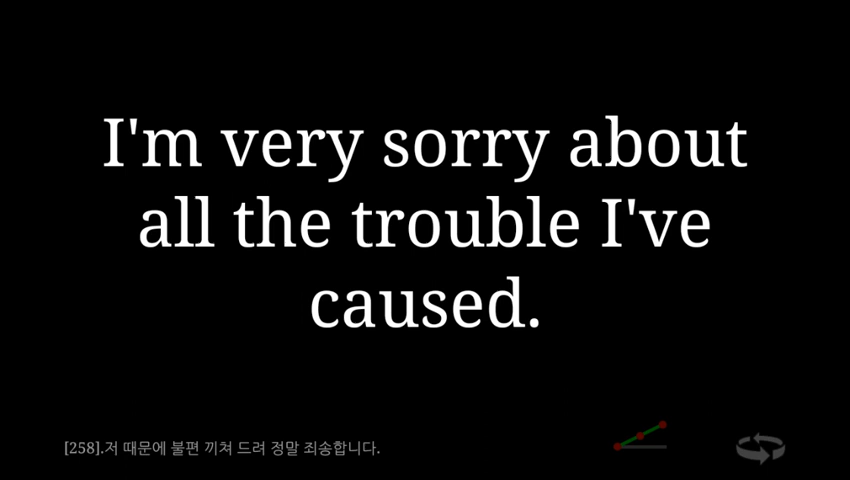 I'm very sorry about
all the trouble I've
caused.
[258].저 때문에 불편 끼쳐 드려 정말 죄송합니다.